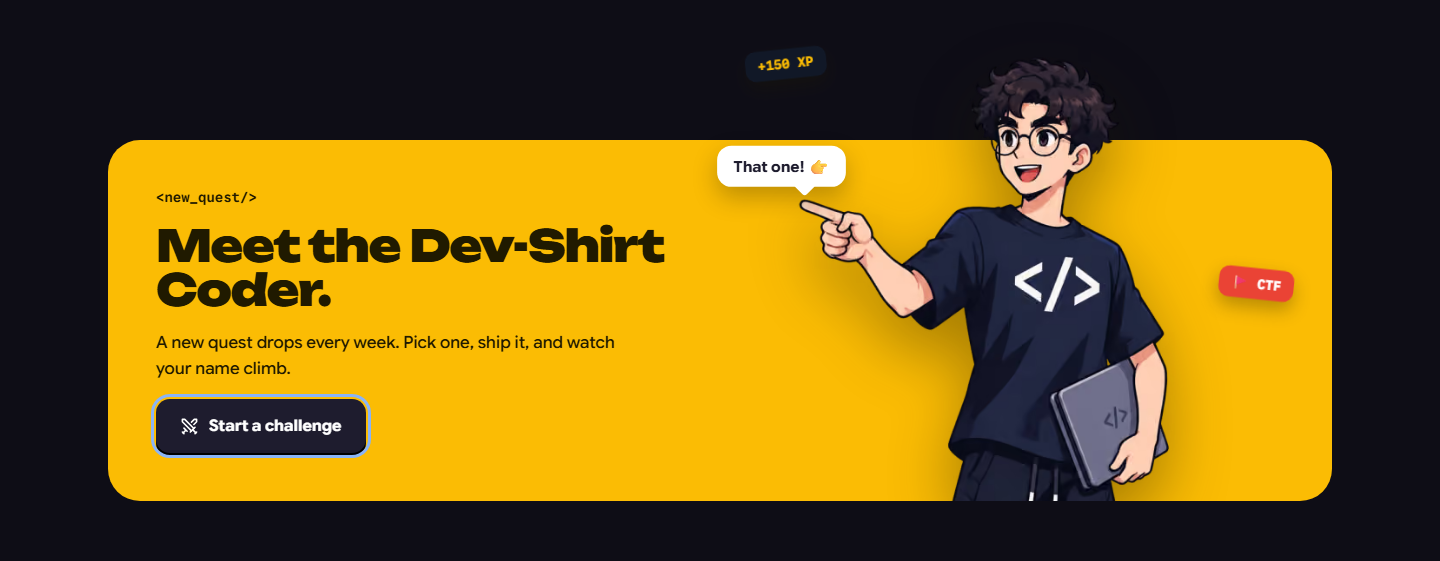 +150 XP
That one! 👉
<new_quest/>
Meet the Dev-Shirt
Coder.
A new quest drops every week. Pick one, ship it, and watch
your name climb.
Start a challenge
</>
CTF
</>